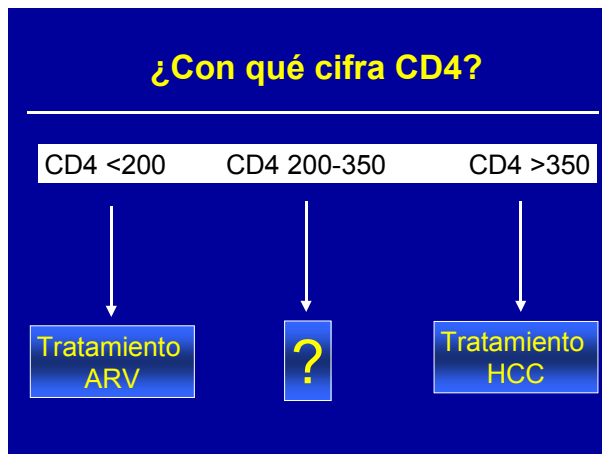 ¿Con qué cifra CD4?
CD4 <200 CD4 200-350 CD4 >350
Tratamiento
ARV
?
Tratamiento
HCC